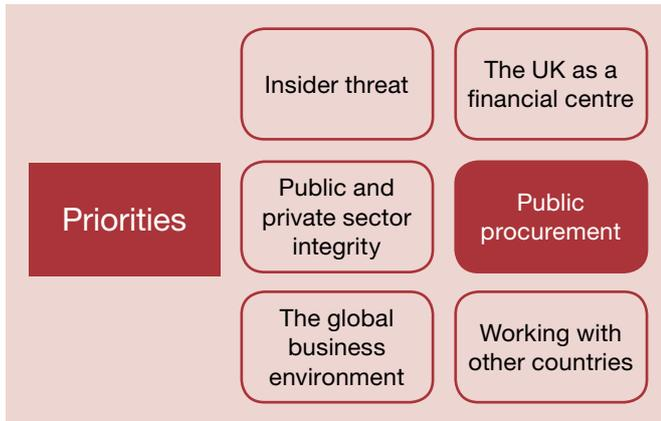 Priorities
Insider threat
The UK as a
financial centre
Public and
private sector
integrity
Public
procurement
The global
business
environment
Working with
other countries